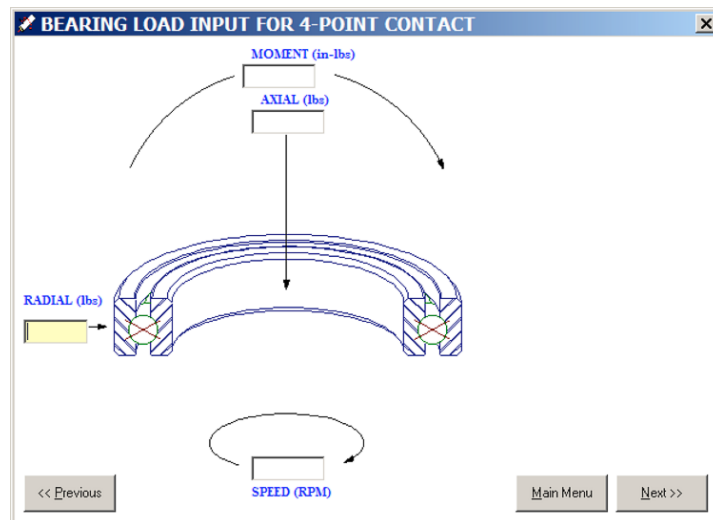 BEARING LOAD INPUT FOR 4-POINT CONTACT
MOMENT (in-lbs)
AXIAL (lbs)
RADIAL (lbs)
SPEED (RPM)
<< Previous
Main Menu
Next >>